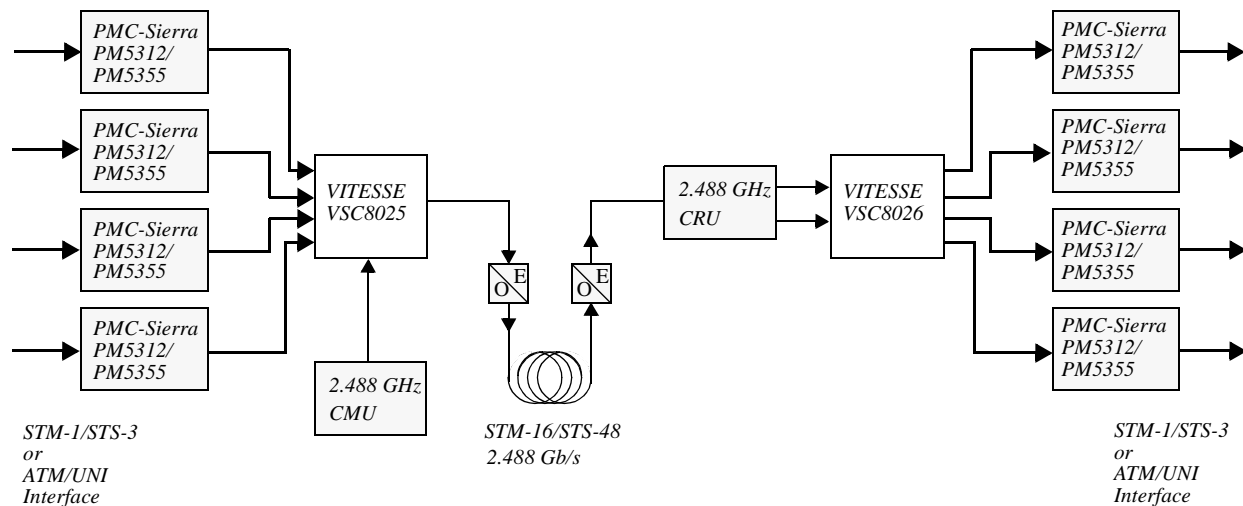 PMC-Sierra
PM5312/
PM5355
PMC-Sierra
PM5312/
PM5355
PMC-Sierra
PM5312/
PM5355
PMC-Sierra
PM5312/
PM5355
STM-1/STS-3
or
ATM/UNI
Interface
VITESSE
VSC8025
2.488 GHz
CMU
E
O
E
O
STM-16/STS-48
2.488 Gb/s
2.488 GHz
CRU
VITESSE
VSC8026
PMC-Sierra
PM5312/
PM5355
PMC-Sierra
PM5312/
PM5355
PMC-Sierra
PM5312/
PM5355
PMC-Sierra
PM5312/
PM5355
STM-1/STS-3
or
ATM/UNI
Interface